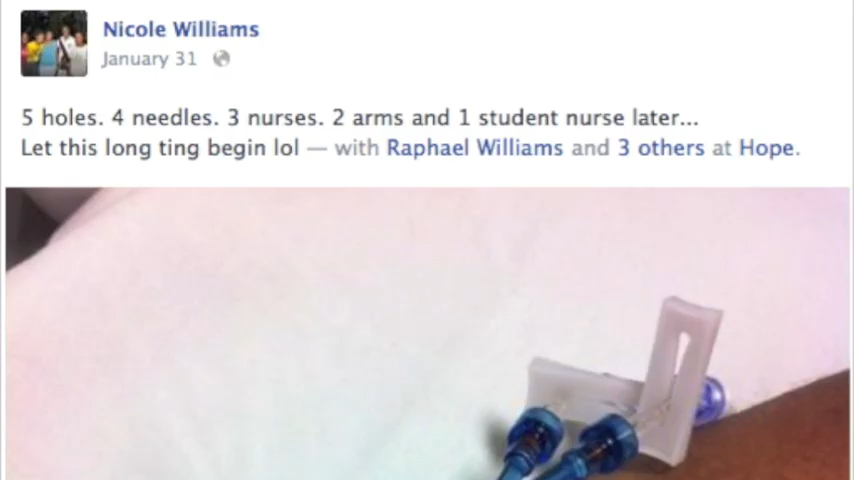 Nicole Williams
January 31
5 holes. 4 needles. 3 nurses. 2 arms and 1 student nurse later...
Let this long ting begin lol — with Raphael Williams and 3 others at Hope.